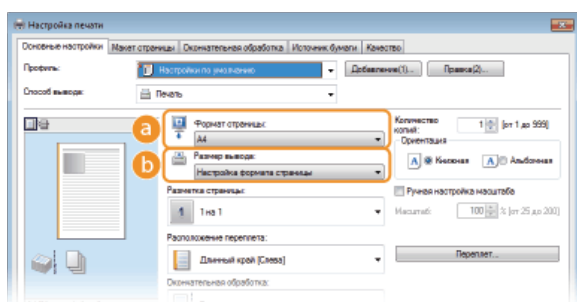 Настройка печати
Основные настройки Макет страницы Окончательная обработка Источник бумаги Качество
Профиль: Настройки по умолчанию Добавление(1)... Правка(2)...
Способ вывода: Печать
a Формат страницы: A4
b Размер вывода: Настройка формата страницы
Разметка страницы:
1 1 на 1
Расположение переплета:
Длинный край [Слева]
Окончательная обработка:
Количество копий: 1 [от 1 до 999]
Ориентация
A Книжная A Альбомная
Ручная настройка масштаба
Масштаб: 100 % [от 25 до 200]
Переплет...